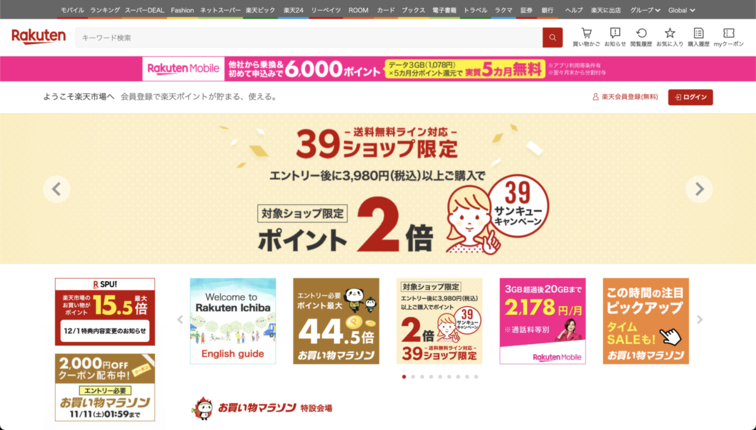 モバイル ランキング スーパーDEAL Fashion ネットスーパー 楽天ビック 楽天24 リーベイツ ROOM カード ブックス 電子書籍 トラベル ラクマ 証券 銀行 ヘルプ 楽天に出店 グループ Global
Rakuten
キーワード検索
買い物かご お知らせ 閲覧履歴 お気に入り 購入履歴 myクーポン
Rakuten Mobile
他社から乗換&
初めて申込みで
6,000ポイント
データ3GB(1,078円)
×5カ月分ポイント還元で
実質5カ月無料
※アプリ利用等条件有
※翌々月末から分割付与
ようこそ楽天市場へ 会員登録で楽天ポイントが貯まる、使える。
楽天会員登録(無料)
ログイン
- 送料無料ライン対応 -
39ショップ限定
エントリー後に3,980円(税込)以上ご購入で
対象ショップ限定
ポイント2倍
39
サンキュー
キャンペーン
R SPU!
楽天市場の
お買い物が
ポイント
15.5
最大
倍
12/1特典内容変更のお知らせ
2,000円OFF
クーポン配布中!
エントリー必要
お買い物マラソン
11/11(土)01:59まで
Welcome to
Rakuten Ichiba
English guide
エントリー必要
ポイント最大
44.5倍
お買い物マラソン
対象ショップ限定
エントリー後に3,980円(税込)
以上ご購入でポイント
2倍
39
サンキュー
キャンペーン
- 送料無料ライン対応 -
39ショップ限定
3GB超過後20GBまで
2,178円/月
※通話料等別
Rakuten Mobile
この時間の注目
ピックアップ
タイム
SALEも!
お買い物マラソン
お買い物マラソン 特設会場